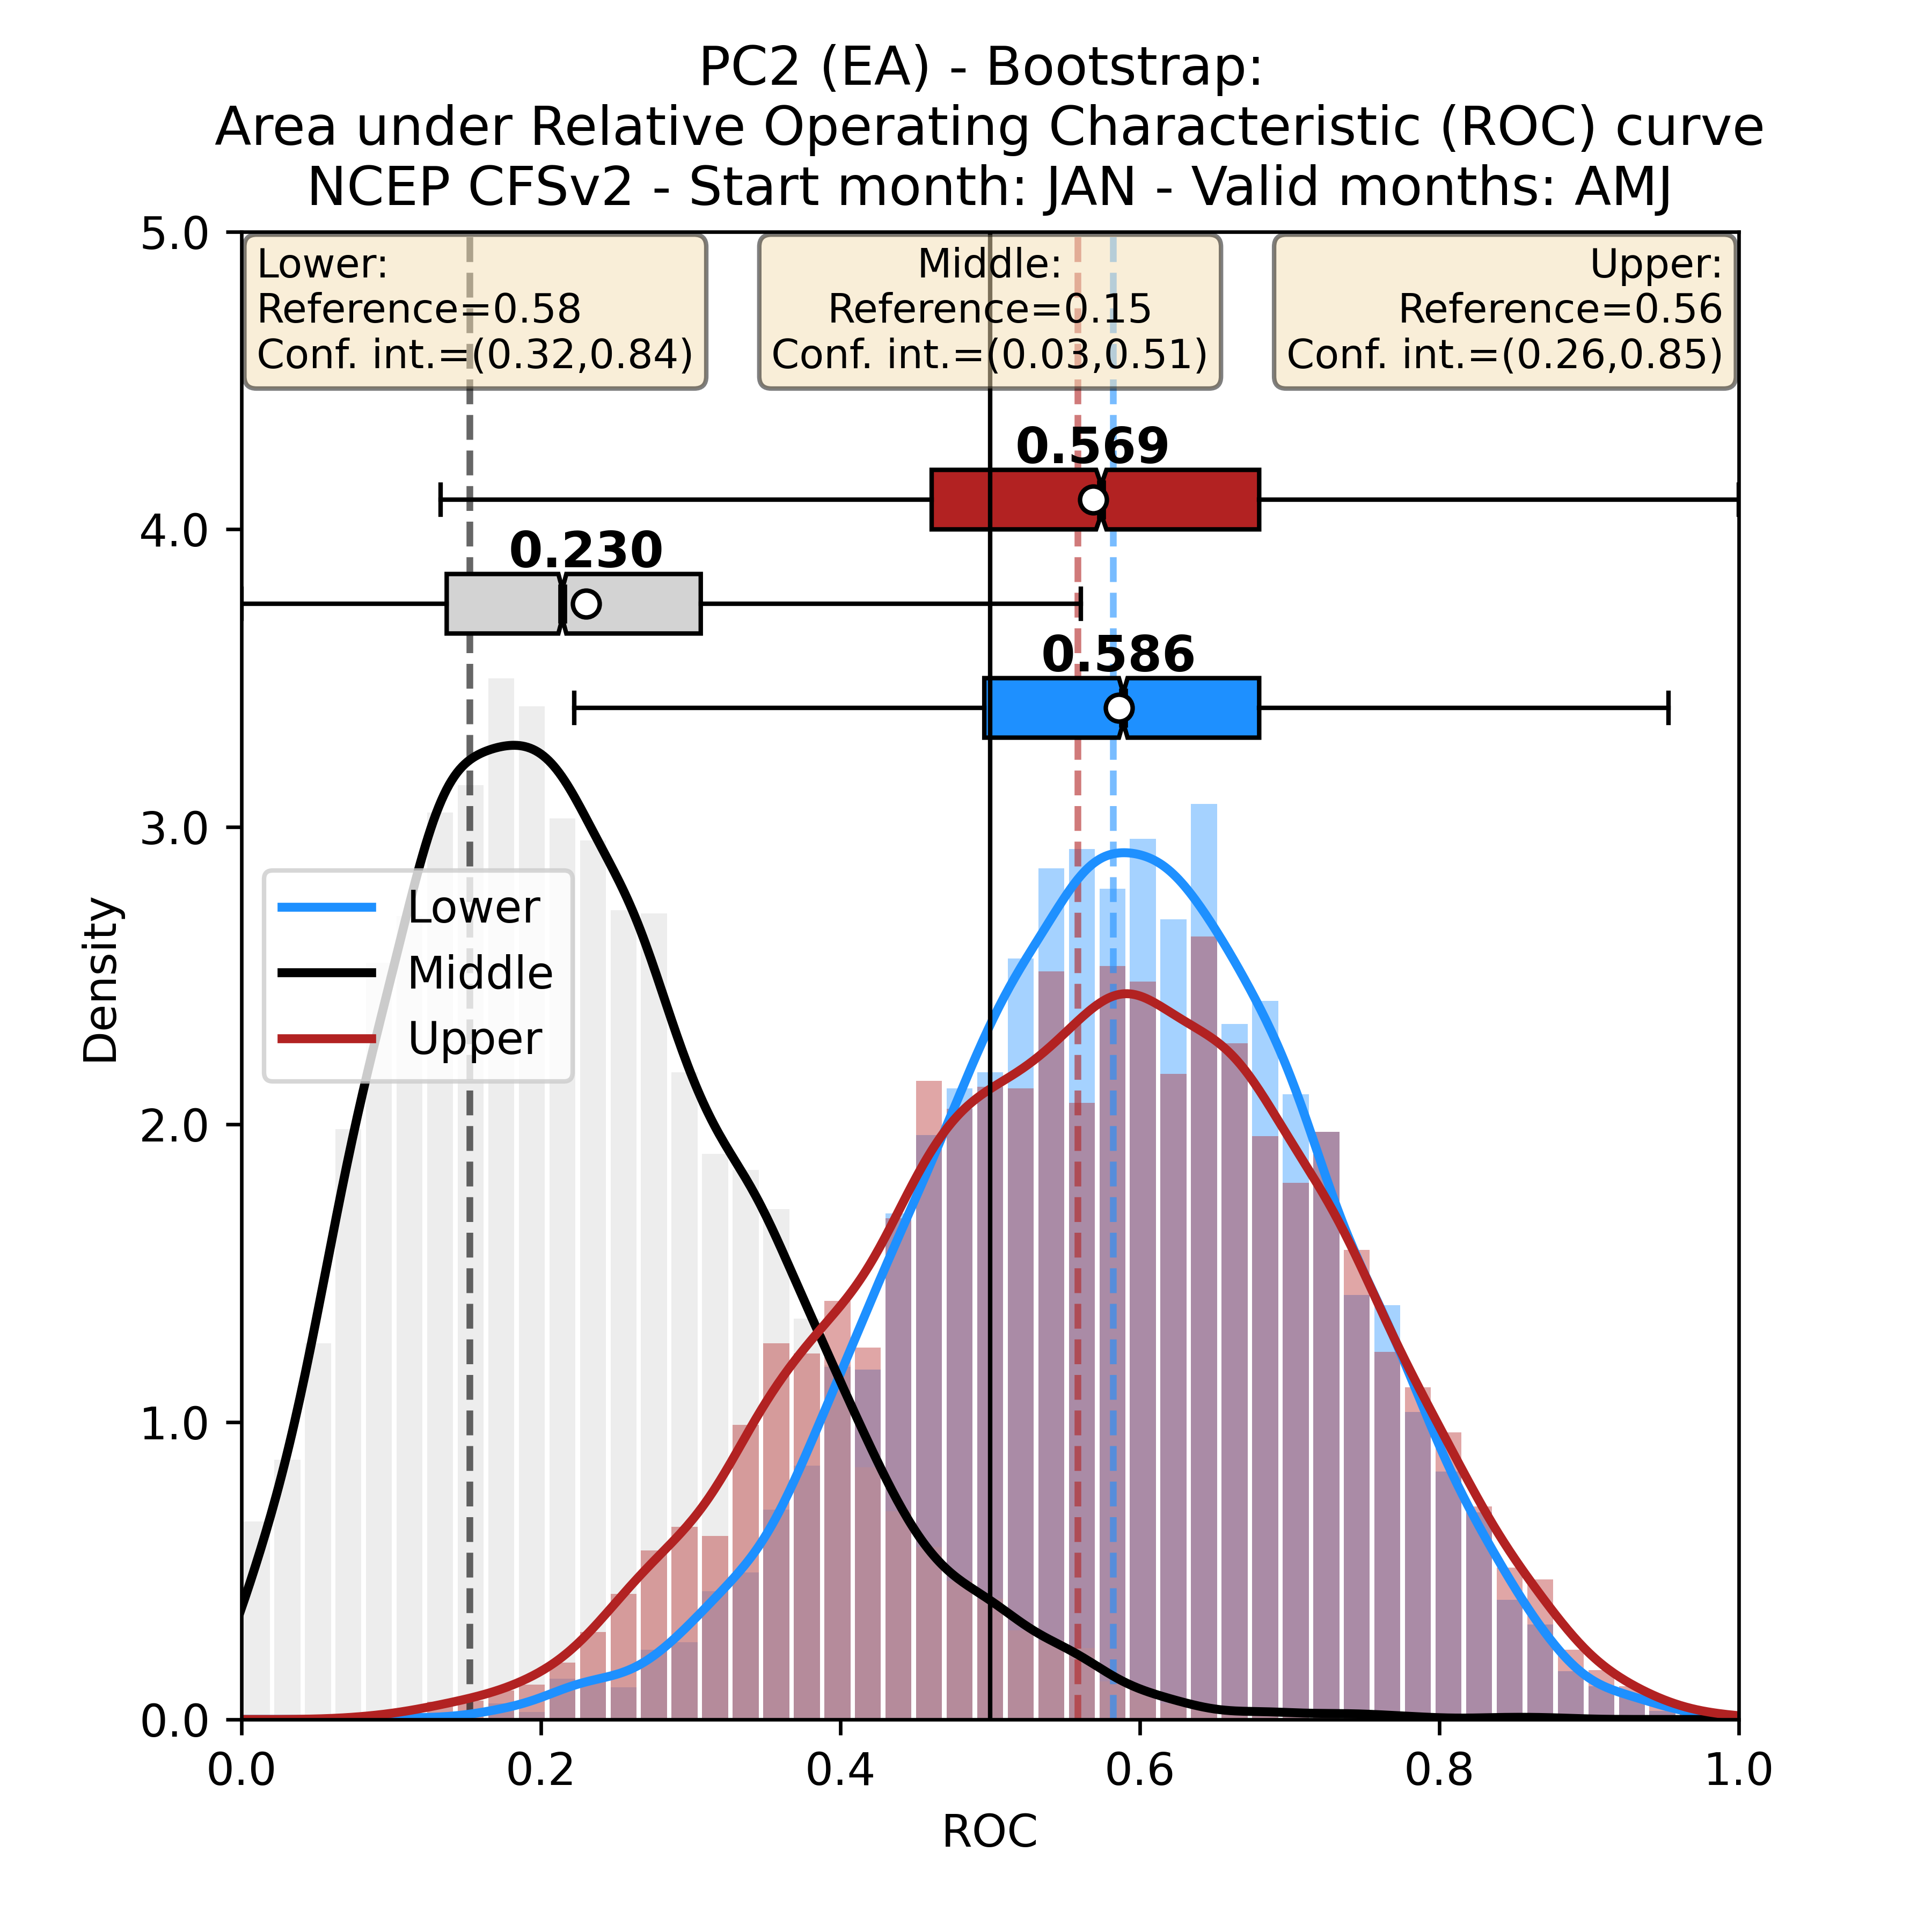 PC2 (EA) - Bootstrap:
Area under Relative Operating Characteristic (ROC) curve
NCEP CFSv2 - Start month: JAN - Valid months: AMJ
Lower:
Reference=0.58
Conf. int.=(0.32,0.84)
Middle:
Reference=0.15
Conf. int.=(0.03,0.51)
Upper:
Reference=0.56
Conf. int.=(0.26,0.85)
0.569
0.230
0.586
Lower
Middle
Upper
Density
5.0
4.0
3.0
2.0
1.0
0.0
0.0 0.2 0.4 0.6 0.8 1.0
ROC